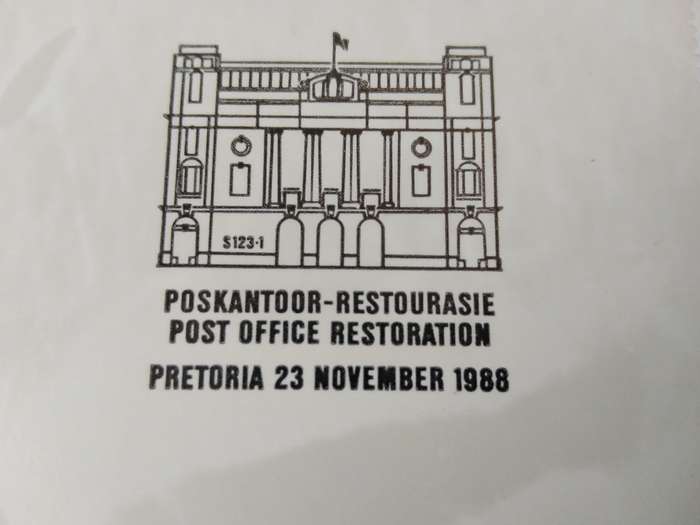 S123·1
POSKANTOOR-RESTOURASIE
POST OFFICE RESTORATION
PRETORIA 23 NOVEMBER 1988